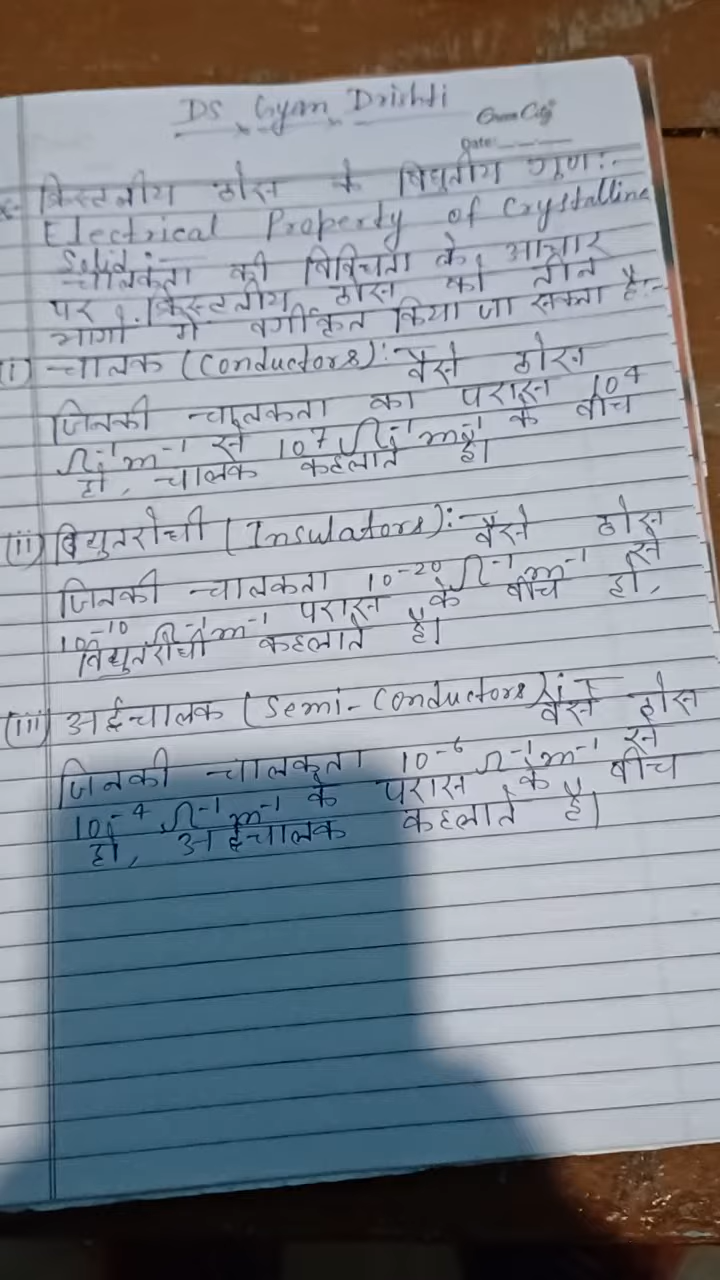 DS Gyan Drishti
Green City
Date:
क्रिस्टलीय ठोस के विधुतीय गुण:-
Electrical Property of Crystalline
Solid:-
चालकता की विविधता के आधार
पर क्रिस्टलीय ठोस को तीन
भागों में वर्गीकृत किया जा सकता है:-
(i) चालक (Conductors):- वैसे ठोस
जिनकी चालकता का परास 10⁴
Ω⁻¹m⁻¹ से 10⁷ Ω⁻¹m⁻¹ के बीच
हो, चालक कहलाते है।
(ii) विधुतरोधी (Insulators):- वैसे ठोस
जिनकी चालकता 10⁻²⁰ Ω⁻¹m⁻¹ से
10⁻¹⁰ Ω⁻¹m⁻¹ परास के बीच हो,
विधुतरोधी कहलाते है।
(iii) अर्द्धचालक (Semi-Conductors):- वैसे ठोस
जिनकी चालकता 10⁻⁶ Ω⁻¹m⁻¹ से
10⁻⁴ Ω⁻¹m⁻¹ के परास के बीच
हो, अर्द्धचालक कहलाते है।